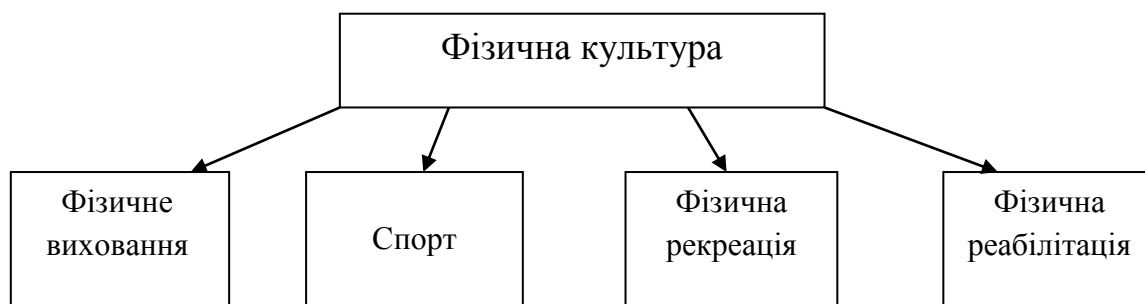 Фізична культура
Фізичне
виховання
Спорт
Фізична
рекреація
Фізична
реабілітація